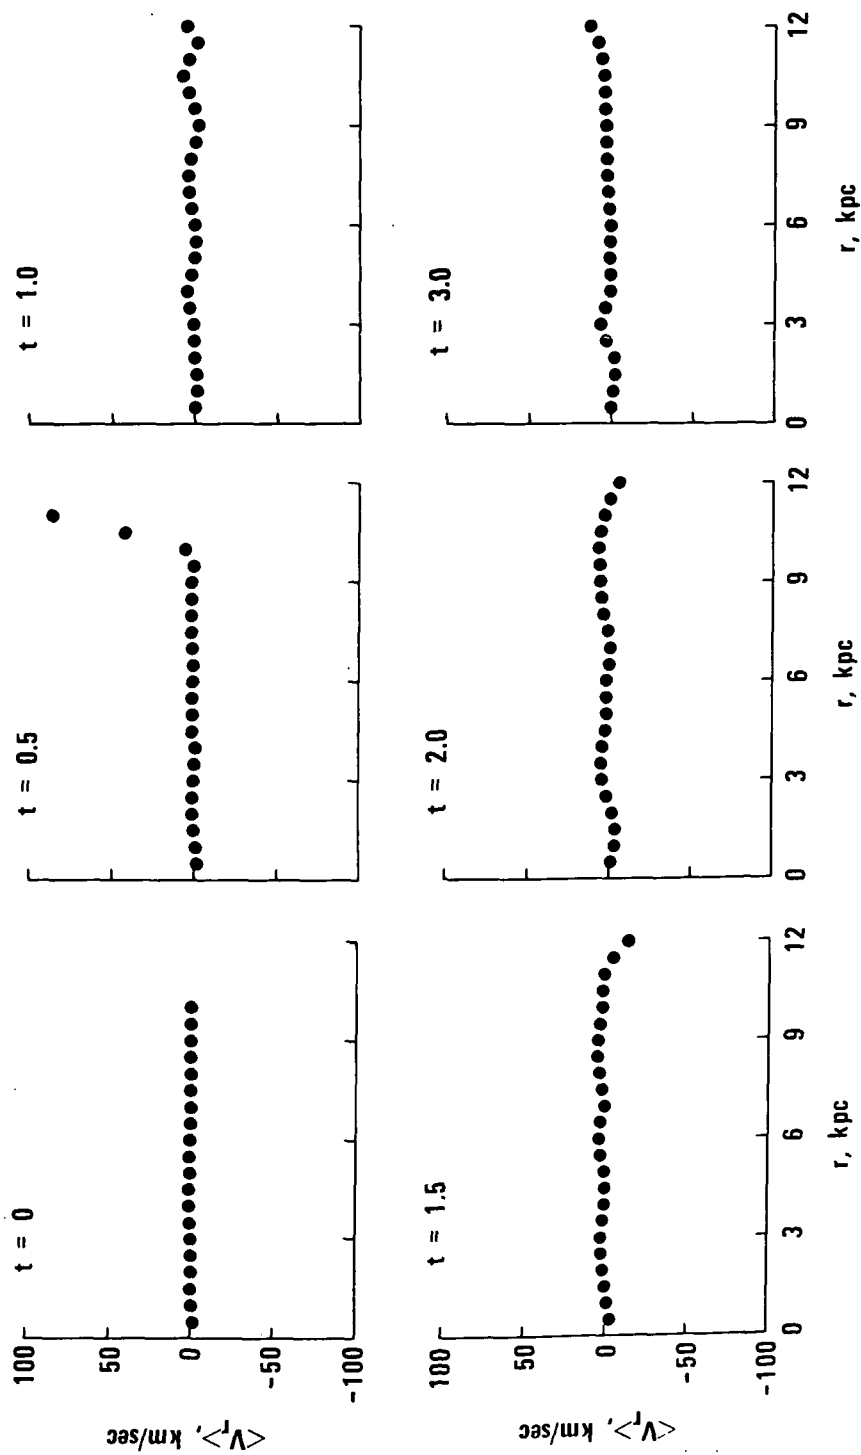 t = 0
t = 0.5
t = 1.0
100
50
0
-50
-100
<V_r>, km/sec
t = 1.5
t = 2.0
t = 3.0
100
50
0
-50
-100
<V_r>, km/sec
0 3 6 9 12
r, kpc
0 3 6 9 12
r, kpc
0 3 6 9 12
r, kpc